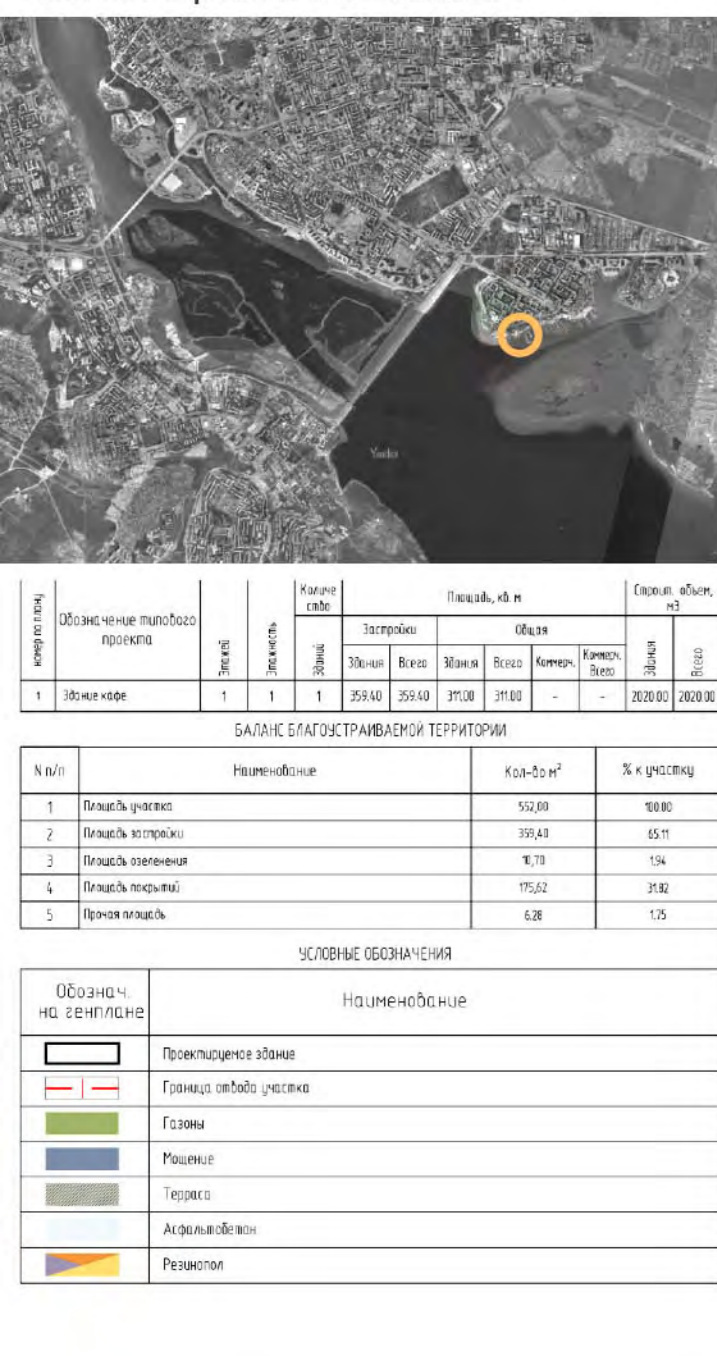 Yandex
номер по плану
Обозначение типового проекта
Этажей
Этажность
Количе ство
Зданий
Площадь, кв. м
Застройки
Общая
Здания Всего Здания Всего Коммерч. Коммерч. Всего
Строит. объем, м3
Здания Всего
1 Здание кафе 1 1 1 359.40 359.40 311.00 311.00 - - 2020.00 2020.00
БАЛАНС БЛАГОУСТРАИВАЕМОЙ ТЕРРИТОРИИ
N п/п Наименование Кол-во м² % к участку
1 Площадь участка 552,00 100.00
2 Площадь застройки 359,40 65.11
3 Площадь озеленения 10,70 1.94
4 Площадь покрытий 175,62 31.82
5 Прочая площадь 6.28 1.75
УСЛОВНЫЕ ОБОЗНАЧЕНИЯ
Обознач. Наименование
на генплане
Проектируемое здание
Граница отвода участка
Газоны
Мощение
Терраса
Асфальтобетон
Резинопол